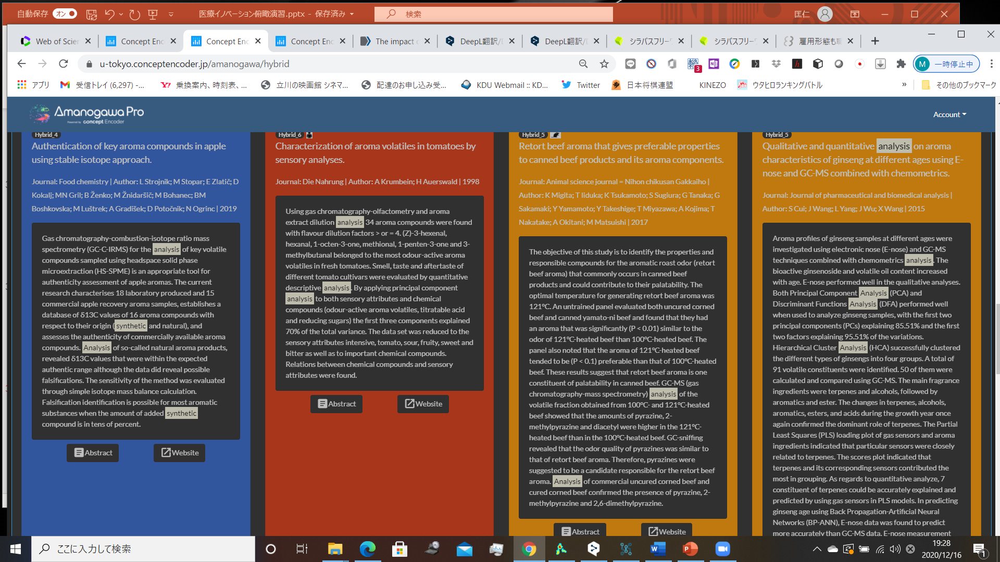 自動保存 オン 医療イノベーション俯瞰演習.pptx - 保存済み 検索 匡仁
Web of Scien Concept Enc Concept Enc Concept Enc The impact o DeepL翻訳/ DeepL翻訳/ シラバスフリー シラバスフリー 雇用形態も
u-tokyo.conceptencoder.jp/amanogawa/hybrid 3 M 一時停止中
アプリ 受信トレイ (6,297) -... 乗換案内、時刻表、... 立川の映画館 シネマ... 配達のお申し込み受... KDU Webmail :: KD... Twitter 日本将棋連盟 KINEZO ウタヒロランキングバトル » その他のブックマーク
Amanogawa Pro
Powered by concept Encoder
Account
Hybrid_4
Authentication of key aroma compounds in apple
using stable isotope approach.
Journal: Food chemistry | Author: L Strojnik; M Stopar; E Zlatič; D
Kokalj; MN Gril; B Ženko; M Žnidaršič; M Bohanec; BM
Boshkovska; M Luštrek; A Gradišek; D Potočnik; N Ogrinc | 2019
Gas chromatography-combustion-isotope ratio mass
spectrometry (GC-C-IRMS) for the analysis of key volatile
compounds sampled using headspace solid phase
microextraction (HS-SPME) is an appropriate tool for
authenticity assessment of apple aromas. The current
research characterises 18 laboratory produced and 15
commercial apple recovery aroma samples, establishes a
database of δ13C values of 16 aroma compounds with
respect to their origin (synthetic and natural), and
assesses the authenticity of commercially available aroma
compounds. Analysis of so-called natural aroma products,
revealed δ13C values that were within the expected
authentic range although the data did reveal possible
falsifications. The sensitivity of the method was evaluated
through simple isotope mass balance calculation.
Falsification identification is possible for most aromatic
substances when the amount of added synthetic
compound is in tens of percent.
Abstract Website
Hybrid_6
Characterization of aroma volatiles in tomatoes by
sensory analyses.
Journal: Die Nahrung | Author: A Krumbein; H Auerswald | 1998
Using gas chromatography-olfactometry and aroma
extract dilution analysis 34 aroma compounds were found
with flavour dilution factors > or = 4. (Z)-3-hexenal,
hexanal, 1-octen-3-one, methional, 1-penten-3-one and 3-
methylbutanal belonged to the most odour-active aroma
volatiles in fresh tomatoes. Smell, taste and aftertaste of
different tomato cultivars were evaluated by quantitative
descriptive analysis. By applying principal component
analysis to both sensory attributes and chemical
compounds (odour-active aroma volatiles, titratable acid
and reducing sugars) the first three components explained
70% of the total variance. The data set was reduced to the
sensory attributes intensive, tomato, sour, fruity, sweet and
bitter as well as to important chemical compounds.
Relations between chemical compounds and sensory
attributes were found.
Abstract Website
Hybrid_5
Retort beef aroma that gives preferable properties
to canned beef products and its aroma components.
Journal: Animal science journal = Nihon chikusan Gakkaiho |
Author: K Migita; T Iiduka; K Tsukamoto; S Sugiura; G Tanaka; G
Sakamaki; Y Yamamoto; Y Takeshige; T Miyazawa; A Kojima; T
Nakatake; A Okitani; M Matsuishi | 2017
The objective of this study is to identify the properties and
responsible compounds for the aromatic roast odor (retort
beef aroma) that commonly occurs in canned beef
products and could contribute to their palatability. The
optimal temperature for generating retort beef aroma was
121°C. An untrained panel evaluated both uncured corned
beef and canned yamato-ni beef and found that they had
an aroma that was significantly (P < 0.01) similar to the
odor of 121°C-heated beef than 100°C-heated beef. The
panel also noted that the aroma of 121°C-heated beef
tended to be (P < 0.1) preferable than that of 100°C-heated
beef. These results suggest that retort beef aroma is one
constituent of palatability in canned beef. GC-MS (gas
chromatography-mass spectrometry) analysis of the
volatile fraction obtained from 100°C- and 121°C-heated
beef showed that the amounts of pyrazine, 2-
methylpyrazine and diacetyl were higher in the 121°C-
heated beef than in the 100°C-heated beef. GC-sniffing
revealed that the odor quality of pyrazines was similar to
that of retort beef aroma. Therefore, pyrazines were
suggested to be a candidate responsible for the retort beef
aroma. Analysis of commercial uncured corned beef and
cured corned beef confirmed the presence of pyrazine, 2-
methylpyrazine and 2,6-dimethylpyrazine.
Abstract Website
Hybrid_5
Qualitative and quantitative analysis on aroma
characteristics of ginseng at different ages using E-
nose and GC-MS combined with chemometrics.
Journal: Journal of pharmaceutical and biomedical analysis |
Author: S Cui; J Wang; L Yang; J Wu; X Wang | 2015
Aroma profiles of ginseng samples at different ages were
investigated using electronic nose (E-nose) and GC-MS
techniques combined with chemometrics analysis. The
bioactive ginsenoside and volatile oil content increased
with age. E-nose performed well in the qualitative analyses.
Both Principal Component Analysis (PCA) and
Discriminant Functions Analysis (DFA) performed well
when used to analyze ginseng samples, with the first two
principal components (PCs) explaining 85.51% and the first
two factors explaining 95.51% of the variations.
Hierarchical Cluster Analysis (HCA) successfully clustered
the different types of ginsengs into four groups. A total of
91 volatile constituents were identified. 50 of them were
calculated and compared using GC-MS. The main fragrance
ingredients were terpenes and alcohols, followed by
aromatics and ester. The changes in terpenes, alcohols,
aromatics, esters, and acids during the growth year once
again confirmed the dominant role of terpenes. The Partial
Least Squares (PLS) loading plot of gas sensors and aroma
ingredients indicated that particular sensors were closely
related to terpenes. The scores plot indicated that
terpenes and its corresponding sensors contributed the
most in grouping. As regards to quantitative analyze, 7
constituent of terpenes could be accurately explained and
predicted by using gas sensors in PLS models. In predicting
ginseng age using Back Propagation-Artificial Neural
Networks (BP-ANN), E-nose data was found to predict
more accurately than GC-MS data. E-nose measurement
ここに入力して検索
19:28
2020/12/16
1